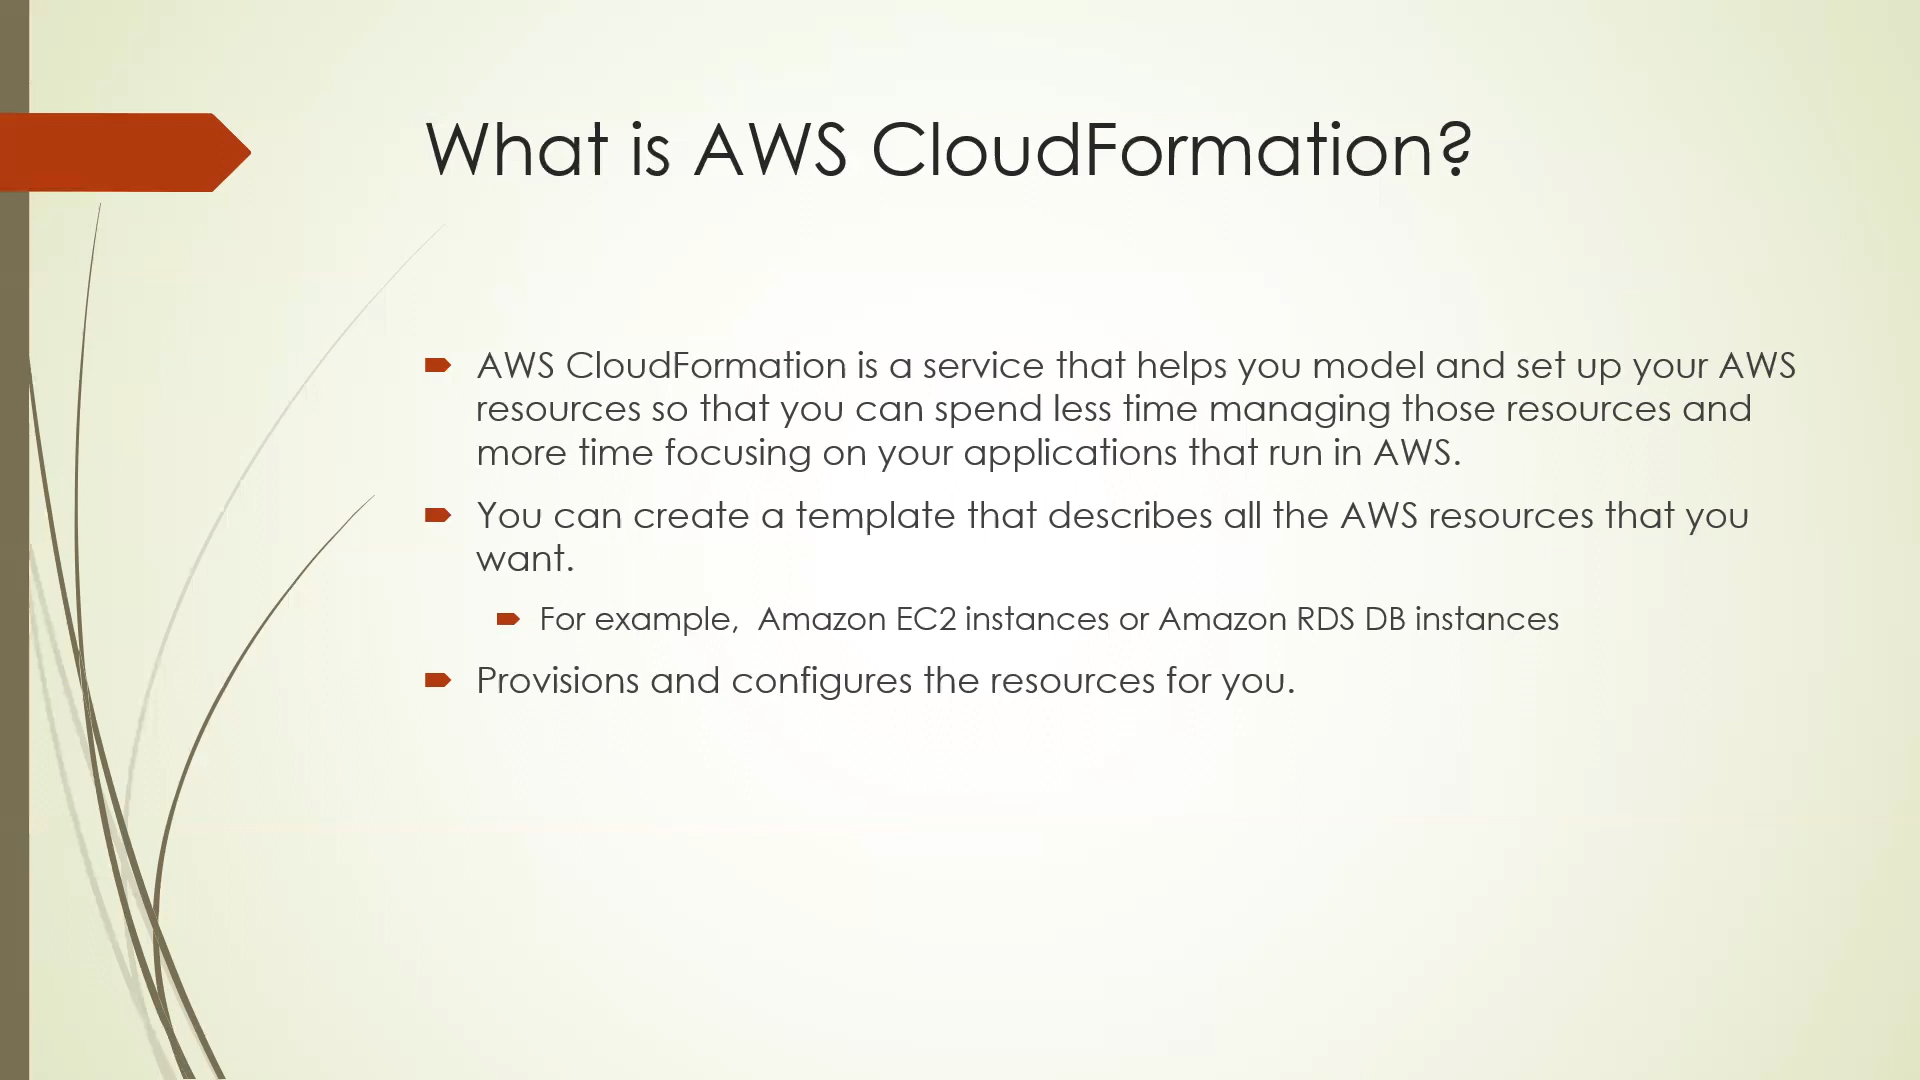 What is AWS CloudFormation?
AWS CloudFormation is a service that helps you model and set up your AWS
resources so that you can spend less time managing those resources and
more time focusing on your applications that run in AWS.
You can create a template that describes all the AWS resources that you
want.
For example,  Amazon EC2 instances or Amazon RDS DB instances
Provisions and configures the resources for you.